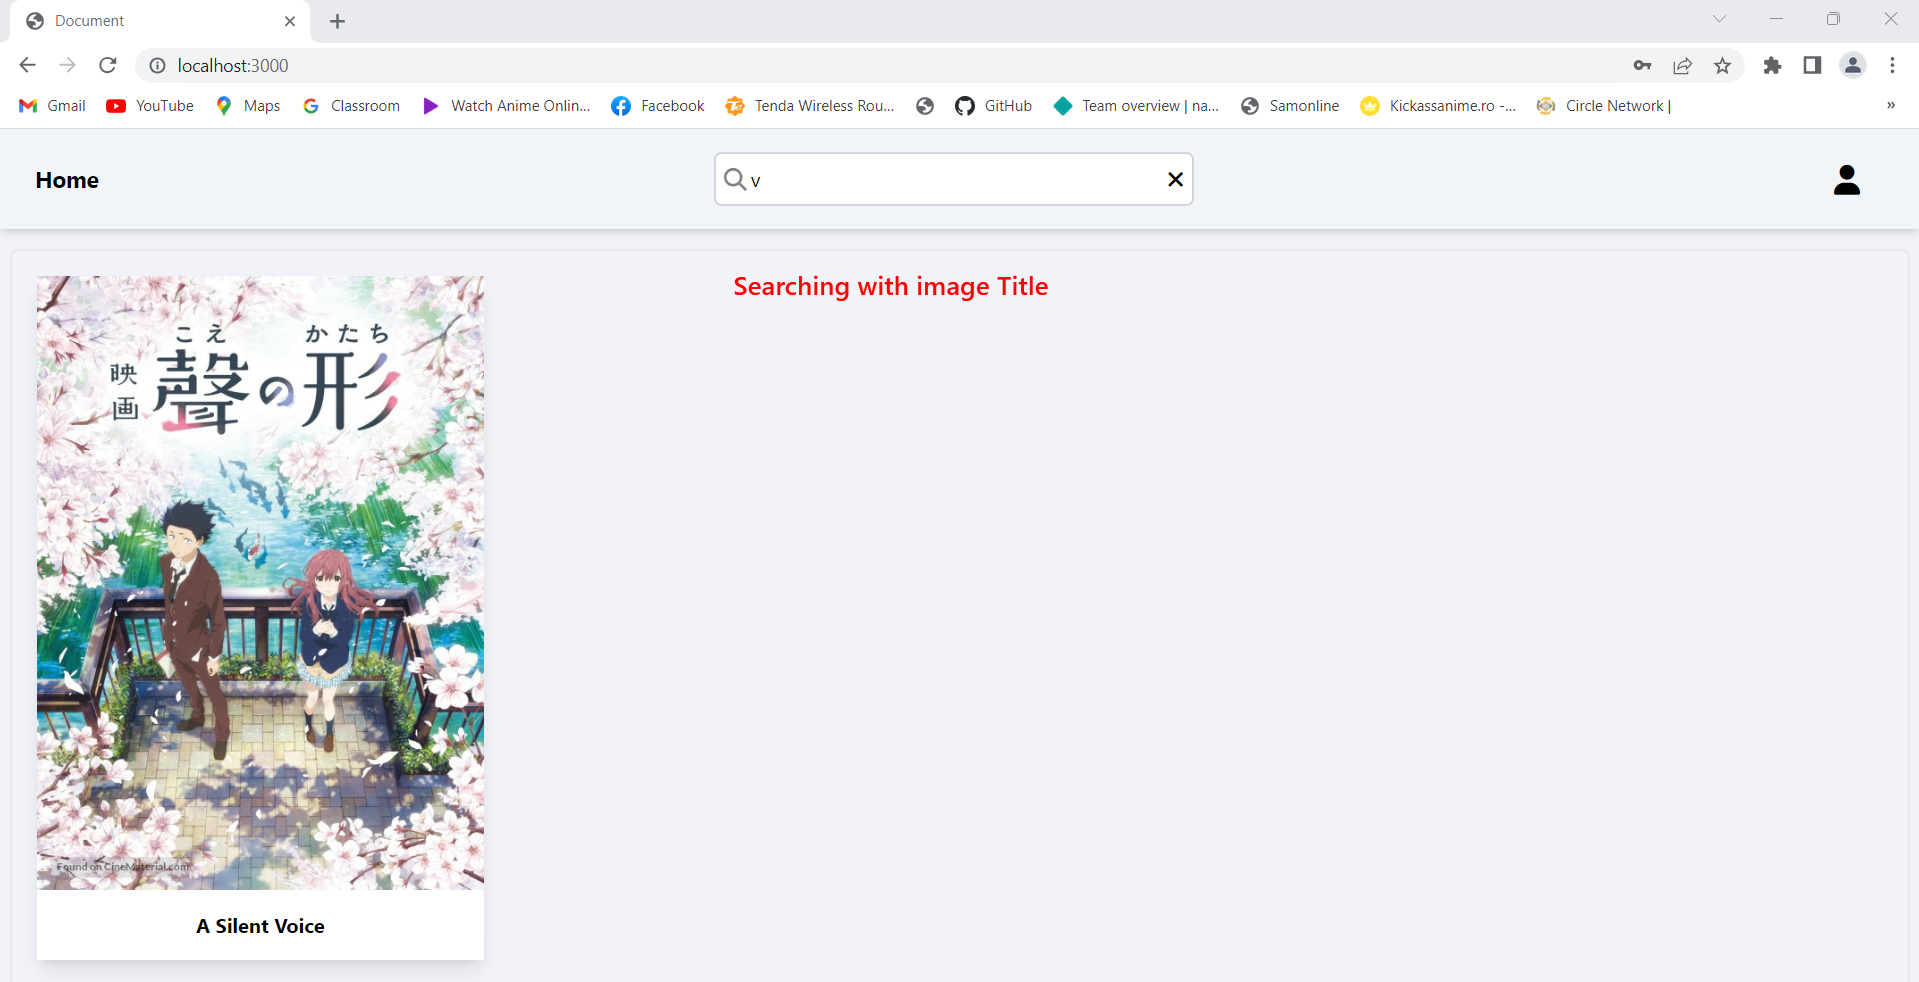 Document
localhost:3000
Gmail YouTube Maps Classroom Watch Anime Onlin... Facebook Tenda Wireless Rou... GitHub Team overview | na... Samonline Kickassanime.ro -... Circle Network | »
Home
v
Searching with image Title
こえ かたち
映画 聲の形
Found on CineMaterial.com
A Silent Voice